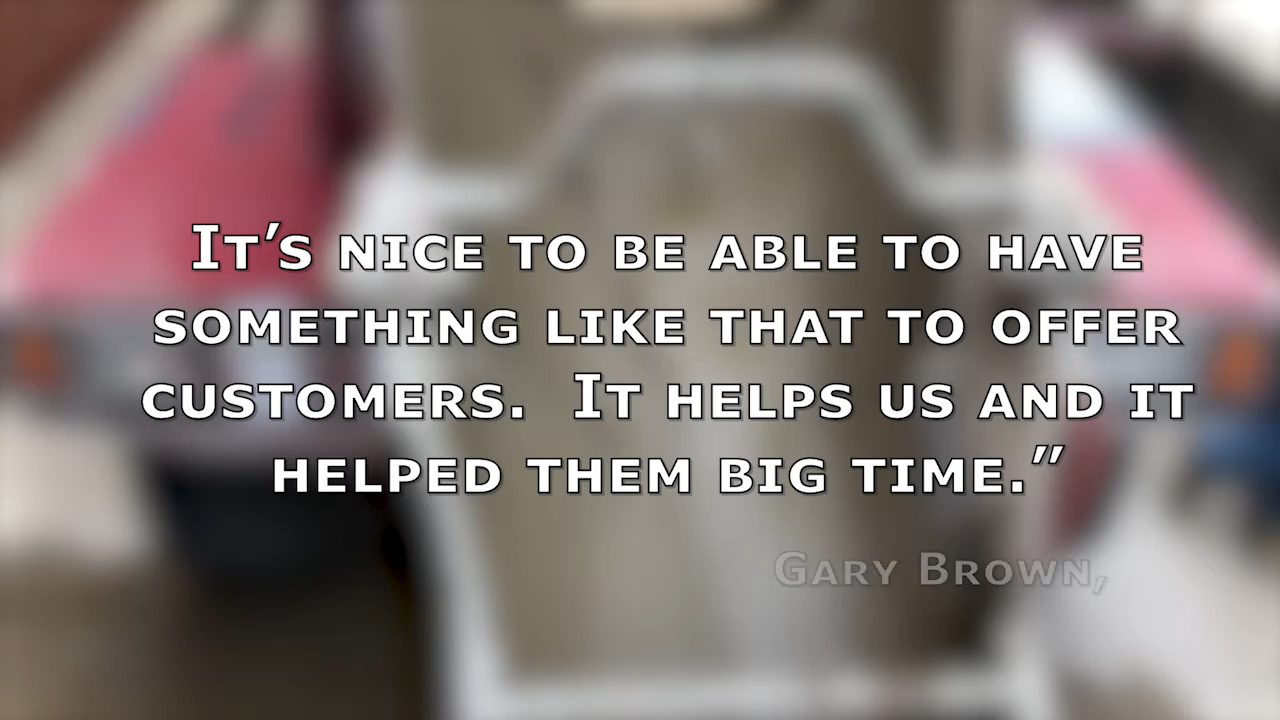 It’s nice to be able to have
something like that to offer
customers.  It helps us and it
helped them big time.”
Gary Brown,